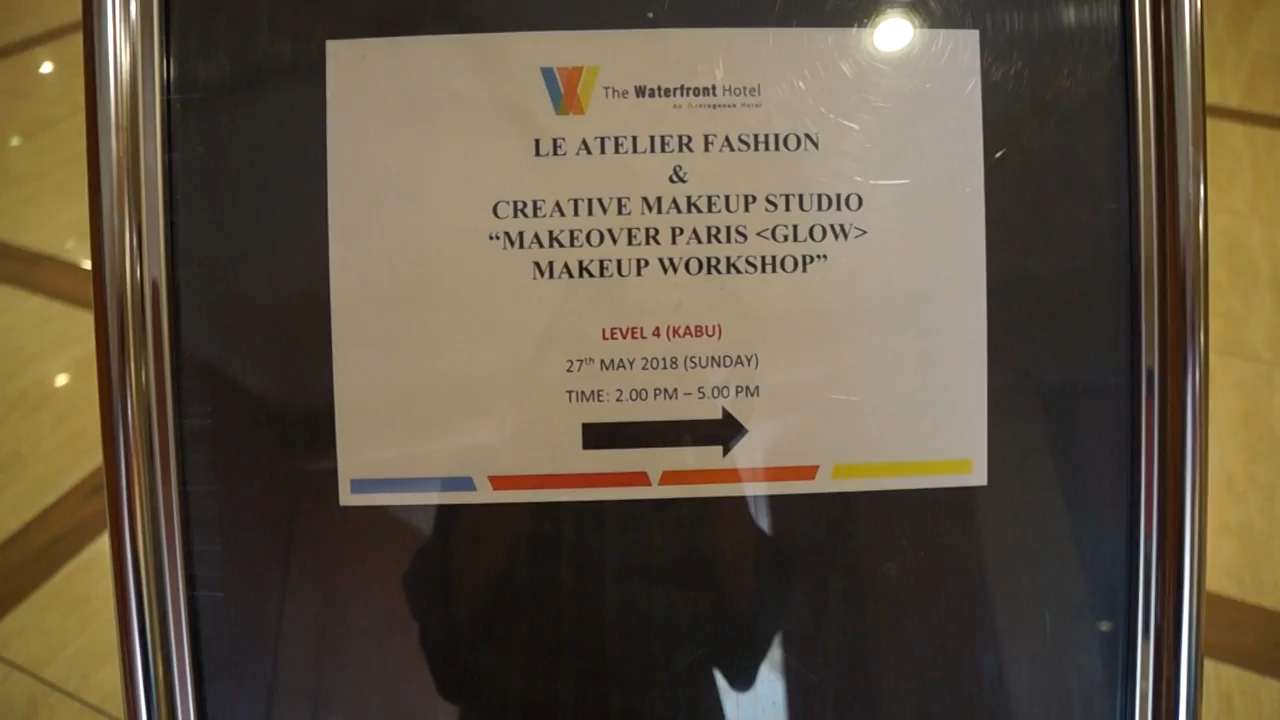 The Waterfront Hotel
LE ATELIER FASHION
&
CREATIVE MAKEUP STUDIO
“MAKEOVER PARIS <GLOW>
MAKEUP WORKSHOP”
LEVEL 4 (KABU)
27th MAY 2018 (SUNDAY)
TIME: 2.00 PM – 5.00 PM